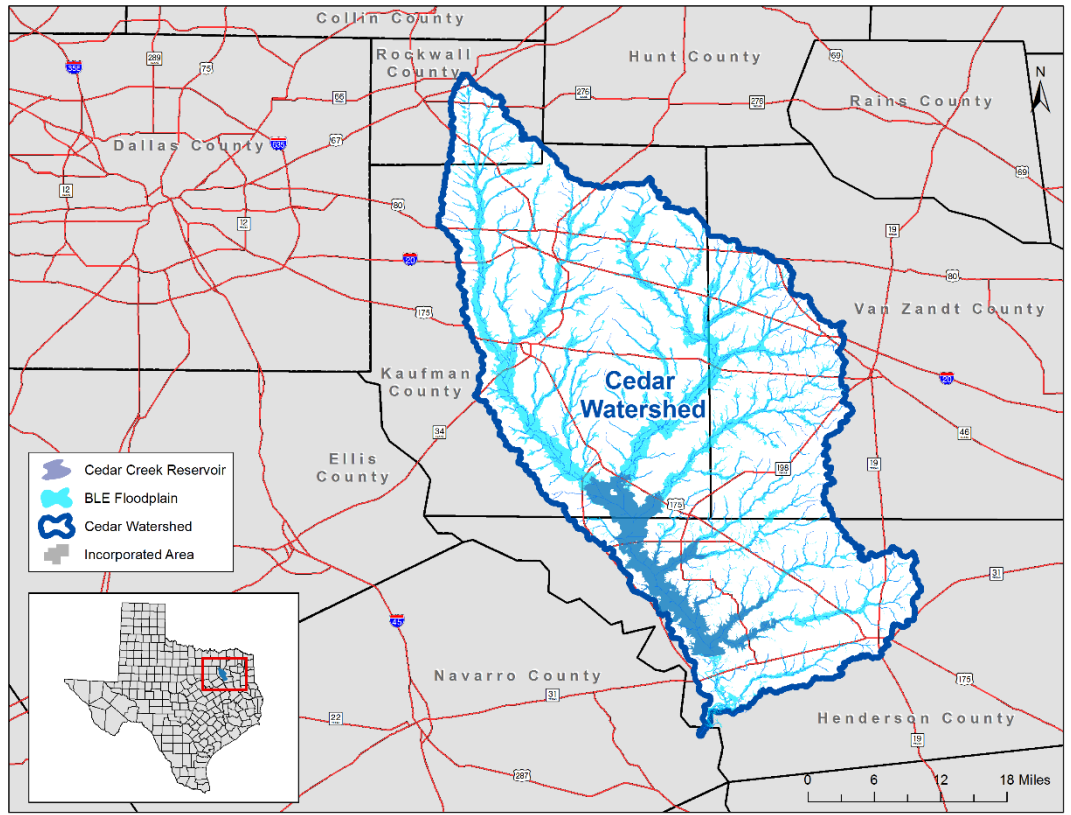 Collin County
Rockwall
County
Hunt County
Rains County
N
635
289
75
66
276
276
69
Dallas County
635
67
12
12
80
19
69
20
80
175
Van Zandt County
Kaufman
County
Cedar
Watershed
20
34
46
Ellis
County
198
19
175
Cedar Creek Reservoir
BLE Floodplain
Cedar Watershed
Incorporated Area
31
45
Navarro County
31
175
22
Henderson County
19
287
0 6 12 18 Miles